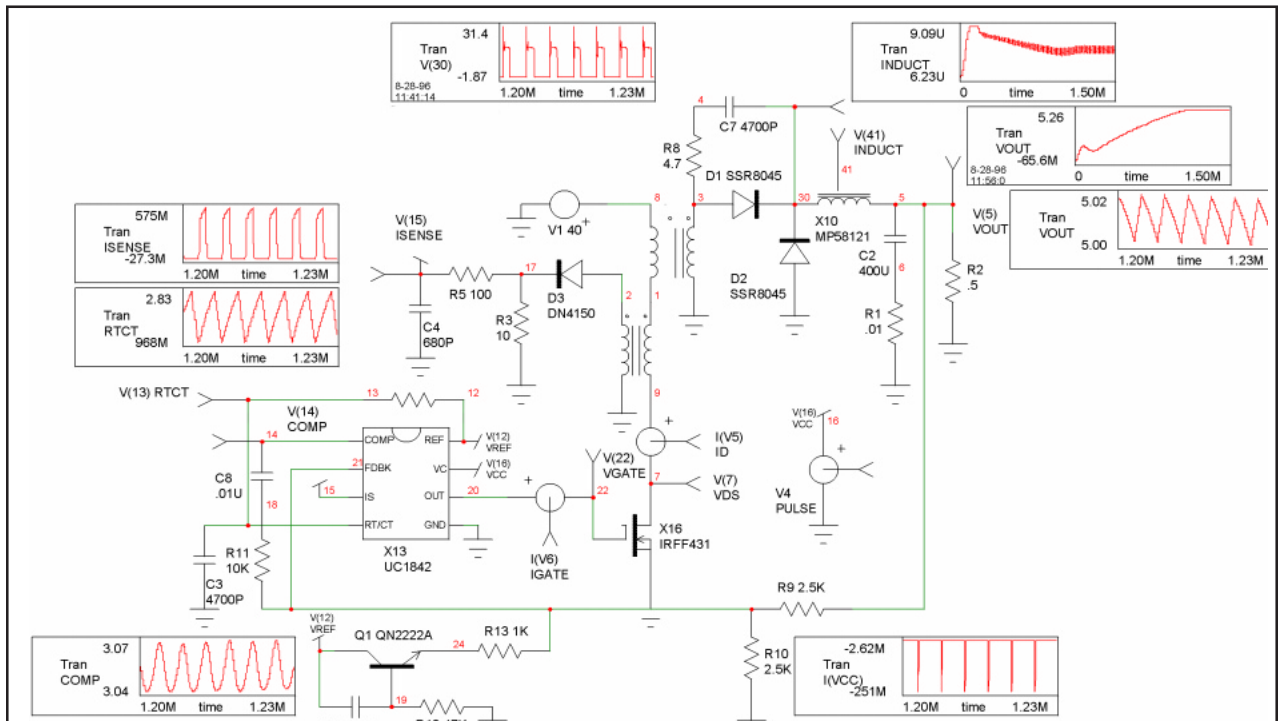 31.4
Tran
V(30)
-1.87
8-28-96
11:41:14
1.20M time 1.23M
9.09U
Tran
INDUCT
6.23U
0 time 1.50M
5.26
Tran
VOUT
-65.6M
8-28-96
11:56:0
0 time 1.50M
5.02
Tran
VOUT
5.00
1.20M time 1.23M
4
C7 4700P
R8
4.7
V(41)
INDUCT
41
D1 SSR8045
3
30
5
X10
MP58121
V(5)
VOUT
8
V1 40
+
D2
SSR8045
C2
400U
6
R2
.5
R1
.01
575M
Tran
ISENSE
-27.3M
1.20M time 1.23M
V(15)
ISENSE
R5 100
17
D3
DN4150
2
1
C4
680P
R3
10
2.83
Tran
RTCT
968M
1.20M time 1.23M
9
V(13) RTCT
13
12
V(14)
COMP
14
COMP
REF
V(12)
VREF
21
FDBK
VC
V(16)
VCC
15
IS
OUT
20
RT/CT
GND
X13
UC1842
C8
.01U
18
R11
10K
C3
4700P
+
V(22)
VGATE
22
I(V6)
IGATE
+
I(V5)
ID
7
V(7)
VDS
X16
IRFF431
V(16)
VCC
16
+
V4
PULSE
R9 2.5K
R10
2.5K
V(12)
VREF
Q1 QN2222A
24
R13 1K
19
3.07
Tran
COMP
3.04
1.20M time 1.23M
-2.62M
Tran
I(VCC)
-251M
1.20M time 1.23M